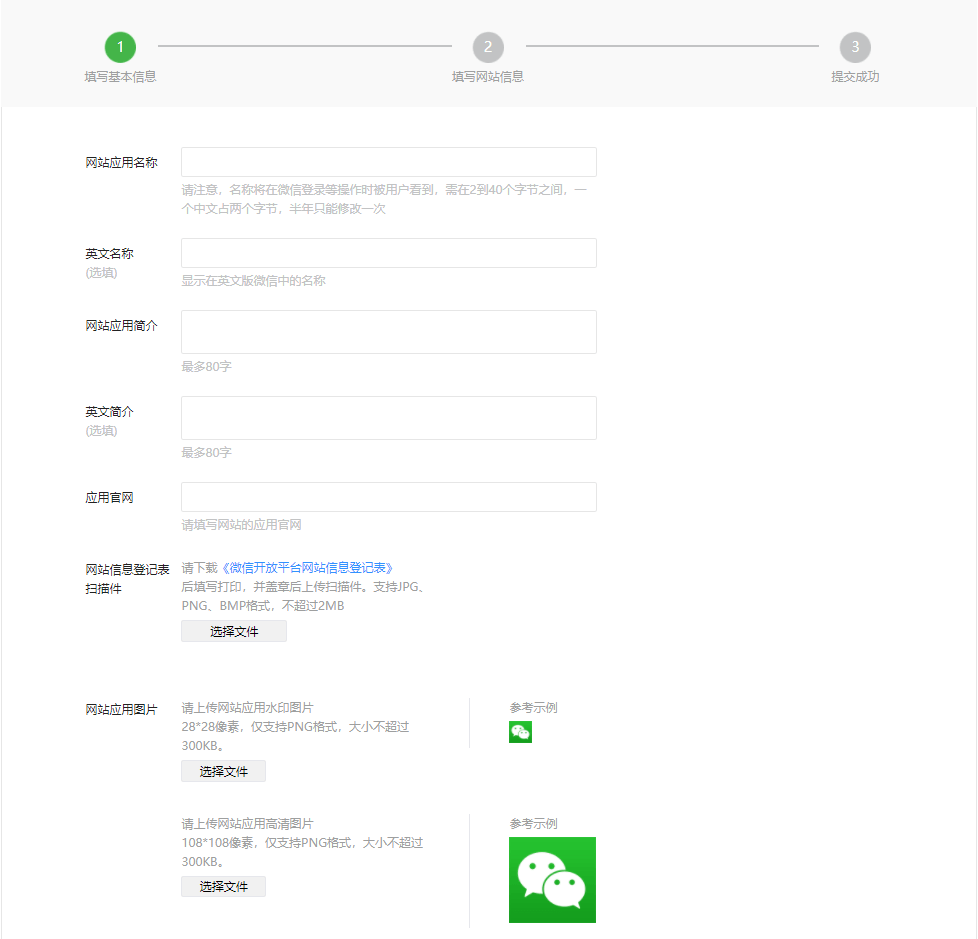 1
2
3
填写基本信息
填写网站信息
提交成功
网站应用名称
请注意，名称将在微信登录等操作时被用户看到，需在2到40个字节之间，一
个中文占两个字节，半年只能修改一次
英文名称
(选填)
显示在英文版微信中的名称
网站应用简介
最多80字
英文简介
(选填)
最多80字
应用官网
请填写网站的应用官网
网站信息登记表
扫描件
请下载《微信开放平台网站信息登记表》
后填写打印，并盖章后上传扫描件。支持JPG、
PNG、BMP格式，不超过2MB
选择文件
网站应用图片
请上传网站应用水印图片
28*28像素，仅支持PNG格式，大小不超过
300KB。
选择文件
参考示例
请上传网站应用高清图片
108*108像素，仅支持PNG格式，大小不超过
300KB。
选择文件
参考示例